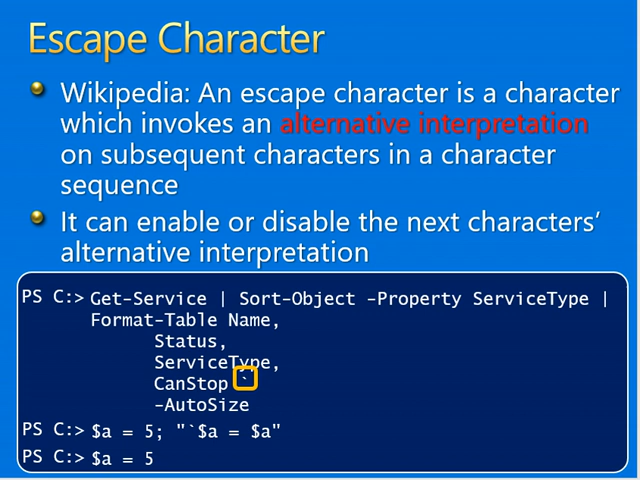 Escape Character
Wikipedia: An escape character is a character
which invokes an alternative interpretation
on subsequent characters in a character
sequence
It can enable or disable the next characters’
alternative interpretation
PS C:> Get-Service | Sort-Object -Property ServiceType |
Format-Table Name,
Status,
ServiceType,
CanStop `
-AutoSize
PS C:> $a = 5; "`$a = $a"
PS C:> $a = 5